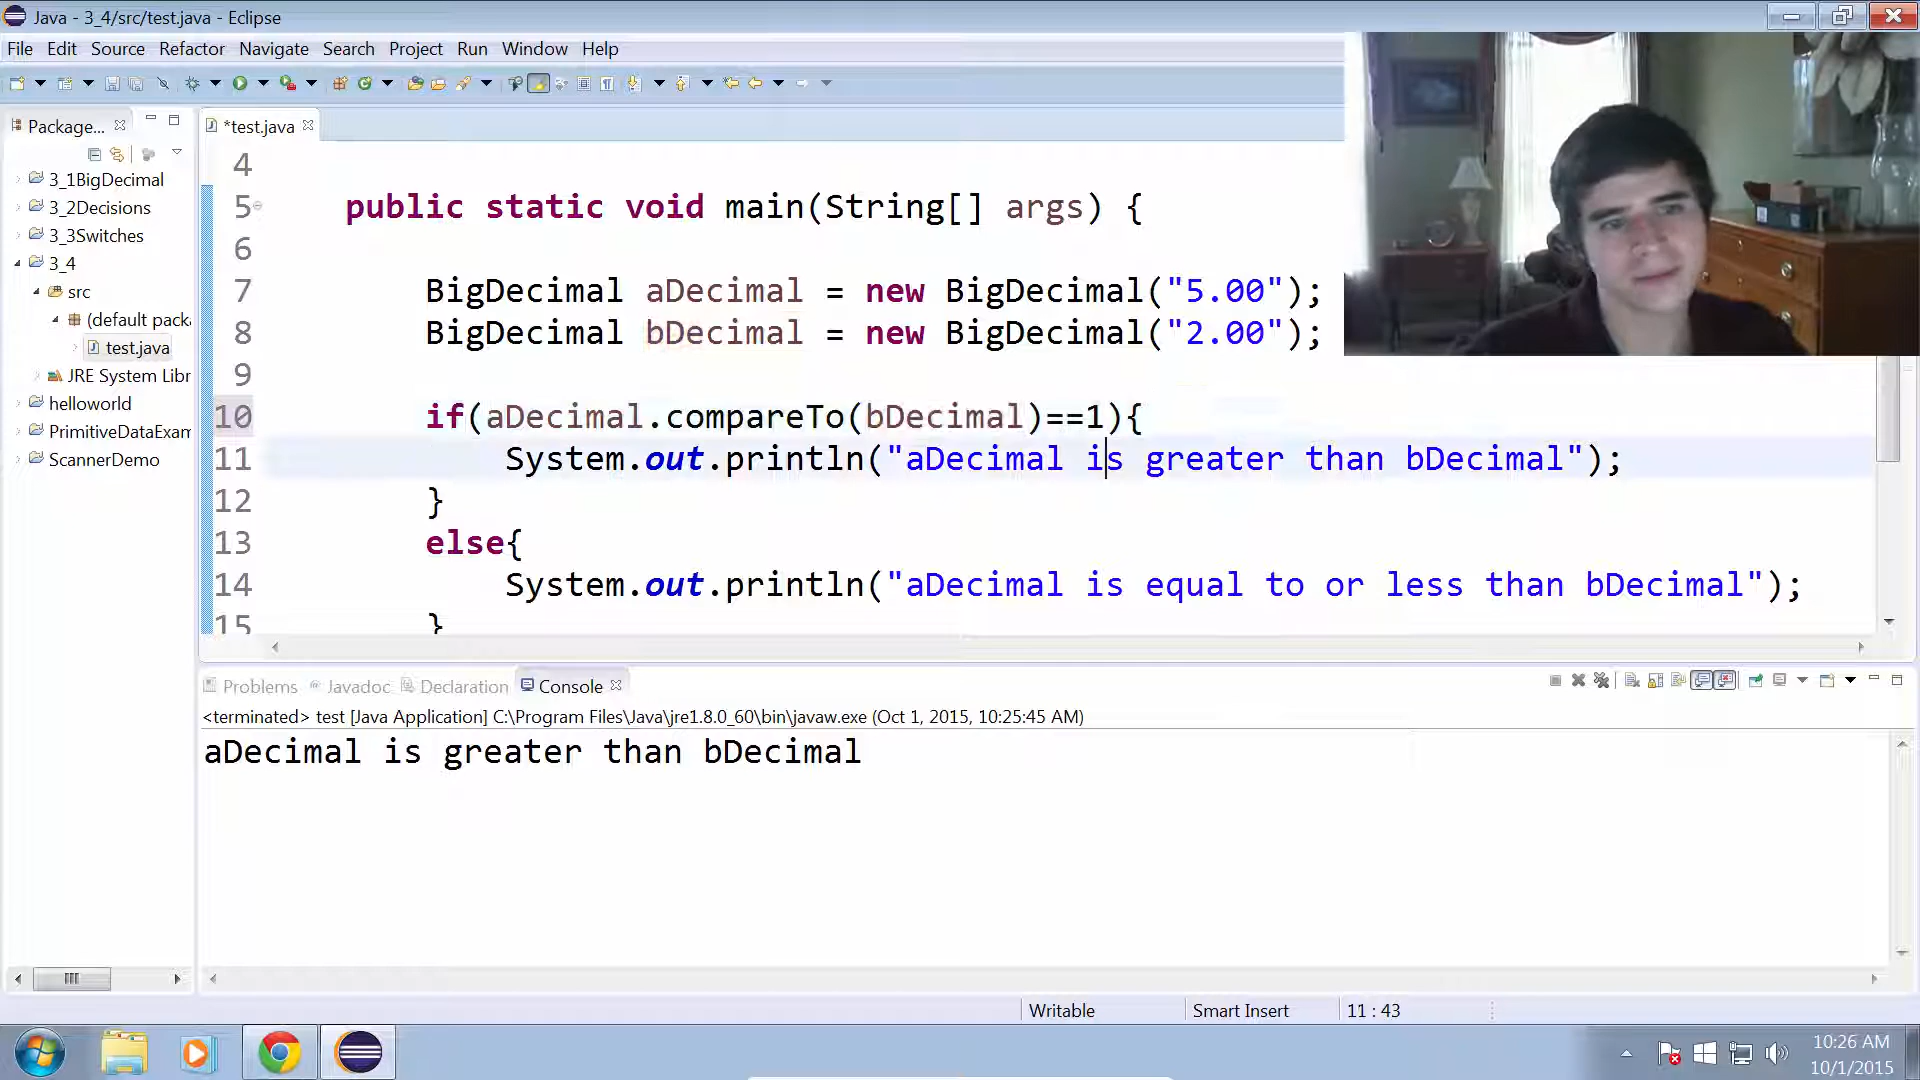 Java - 3_4/src/test.java - Eclipse
File Edit Source Refactor Navigate Search Project Run Window Help
Package...
*test.java
3_1BigDecimal
3_2Decisions
3_3Switches
3_4
src
(default packa
test.java
JRE System Libr
helloworld
PrimitiveDataExam
ScannerDemo
4
5 public static void main(String[] args) {
6
7 BigDecimal aDecimal = new BigDecimal("5.00");
8 BigDecimal bDecimal = new BigDecimal("2.00");
9
10 if(aDecimal.compareTo(bDecimal)==1){
11 System.out.println("aDecimal is greater than bDecimal");
12 }
13 else{
14 System.out.println("aDecimal is equal to or less than bDecimal");
15 }
Problems Javadoc Declaration Console
<terminated> test [Java Application] C:\Program Files\Java\jre1.8.0_60\bin\javaw.exe (Oct 1, 2015, 10:25:45 AM)
aDecimal is greater than bDecimal
Writable Smart Insert 11 : 43
10:26 AM
10/1/2015